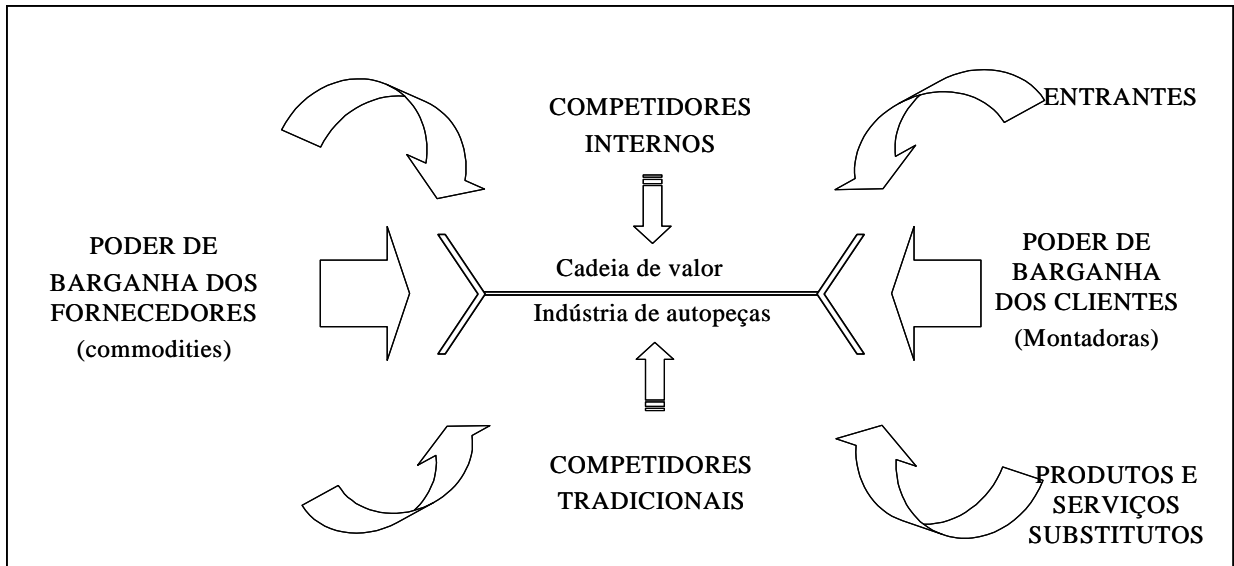 COMPETIDORES
INTERNOS
ENTRANTES
PODER DE
BARGANHA DOS
FORNECEDORES
(commodities)
Cadeia de valor
Indústria de autopeças
PODER DE
BARGANHA
DOS CLIENTES
(Montadoras)
COMPETIDORES
TRADICIONAIS
PRODUTOS E
SERVIÇOS
SUBSTITUTOS